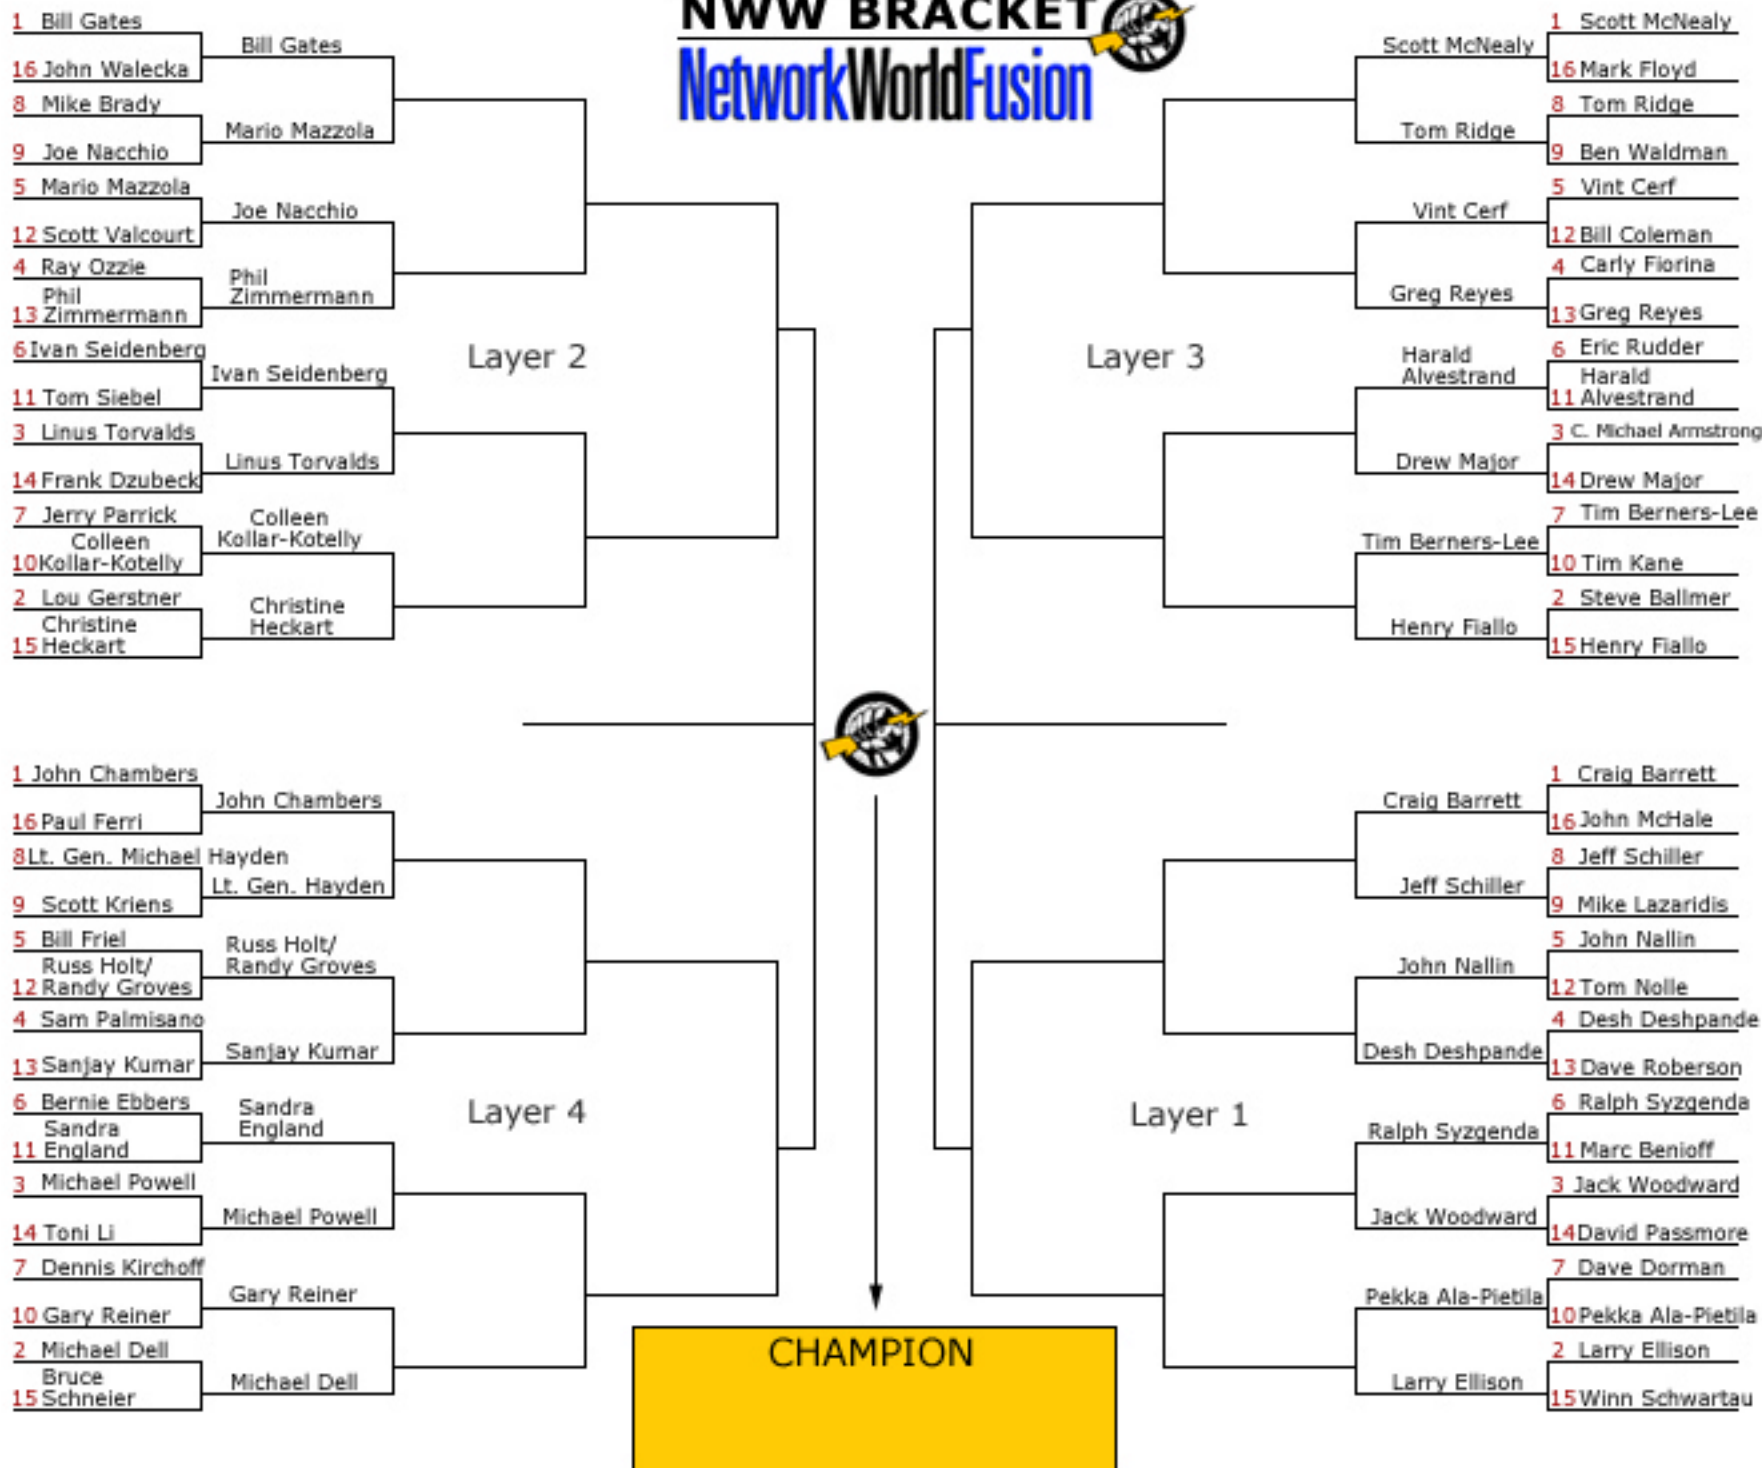 NWW BRACKET
NetworkWorldFusion
1 Bill Gates
16 John Walecka
8 Mike Brady
9 Joe Nacchio
5 Mario Mazzola
12 Scott Valcourt
4 Ray Ozzie
Phil
13 Zimmermann
6 Ivan Seidenberg
11 Tom Siebel
3 Linus Torvalds
14 Frank Dzubeck
7 Jerry Parrick
Colleen
10 Kollar-Kotelly
2 Lou Gerstner
Christine
15 Heckart
Bill Gates
Mario Mazzola
Joe Nacchio
Phil
Zimmermann
Ivan Seidenberg
Linus Torvalds
Colleen
Kollar-Kotelly
Christine
Heckart
Layer 2
Layer 3
Scott McNealy
Tom Ridge
Vint Cerf
Greg Reyes
Harald
Alvestrand
Drew Major
Tim Berners-Lee
Henry Fiallo
1 Scott McNealy
16 Mark Floyd
8 Tom Ridge
9 Ben Waldman
5 Vint Cerf
12 Bill Coleman
4 Carly Fiorina
13 Greg Reyes
6 Eric Rudder
Harald
11 Alvestrand
3 C. Michael Armstrong
14 Drew Major
7 Tim Berners-Lee
10 Tim Kane
2 Steve Ballmer
15 Henry Fiallo
1 John Chambers
16 Paul Ferri
8 Lt. Gen. Michael Hayden
9 Scott Kriens
5 Bill Friel
Russ Holt/
12 Randy Groves
4 Sam Palmisano
13 Sanjay Kumar
6 Bernie Ebbers
Sandra
11 England
3 Michael Powell
14 Toni Li
7 Dennis Kirchoff
10 Gary Reiner
2 Michael Dell
Bruce
15 Schneier
John Chambers
Lt. Gen. Hayden
Russ Holt/
Randy Groves
Sanjay Kumar
Sandra
England
Michael Powell
Gary Reiner
Michael Dell
Layer 4
Layer 1
Craig Barrett
Jeff Schiller
John Nallin
Desh Deshpande
Ralph Syzgenda
Jack Woodward
Pekka Ala-Pietila
Larry Ellison
1 Craig Barrett
16 John McHale
8 Jeff Schiller
9 Mike Lazaridis
5 John Nallin
12 Tom Nolle
4 Desh Deshpande
13 Dave Roberson
6 Ralph Syzgenda
11 Marc Benioff
3 Jack Woodward
14 David Passmore
7 Dave Dorman
10 Pekka Ala-Pietila
2 Larry Ellison
15 Winn Schwartau
CHAMPION